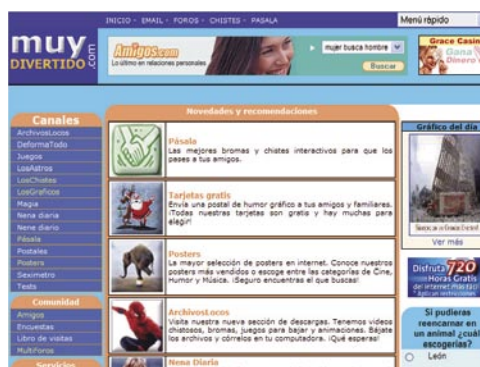 INICIO - EMAIL - FOROS - CHISTES - PASALA
Menú rápido
muy
DIVERTIDO
.com
Amigos.com
Lo último en relaciones personales
mujer busca hombre
Buscar
Grace Casin
Gana
Dinero
Canales
ArchivosLocos
DeformaTodo
Juegos
LosAstros
LosChistes
LosGraficos
Magia
Nena diaria
Nene diario
Pásala
Postales
Posters
Seximetro
Tests
Comunidad
Amigos
Encuestas
Libro de visitas
MultiForos
Servicios
Novedades y recomendaciones
Pásala
Las mejores bromas y chistes interactivos para que los
pases a tus amigos.
Tarjetas gratis
Envía una postal de humor gráfico a tus amigos y familiares.
¡Todas nuestras tarjetas son gratis y hay muchas para
elegir!
Posters
La mayor selección de posters en internet. Conoce nuestros
posters más vendidos o escoge entre las categorías de Cine,
Humor y Música. ¡Seguro encuentras el que buscas!
ArchivosLocos
Visita nuestra nueva sección de descargas. Tenemos videos
chistosos, bromas, juegos para bajar y animaciones. Bájate
los archivos y córrelos en tu computadora. ¡Qué esperas!
Nena Diaria
Gráfico del día
Ver más
Disfruta 720
Horas Gratis
del internet más fácil
* Aplican restricciones
Si pudieras
reencarnar en
un animal ¿cuál
escogerías?
León